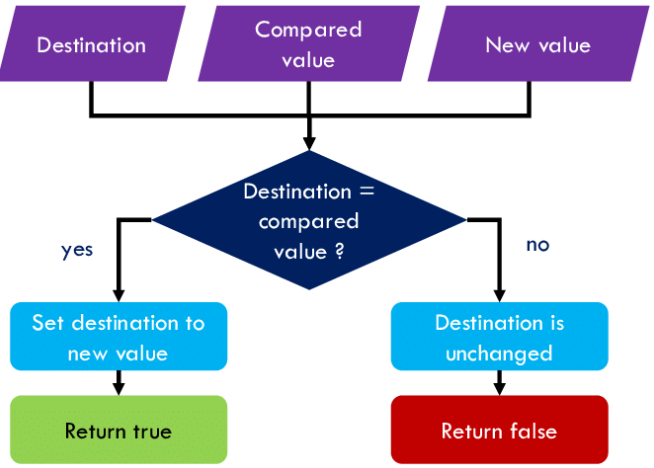 Destination
Compared
value
New value
Destination =
compared
value ?
yes
no
Set destination to
new value
Destination is
unchanged
Return true
Return false